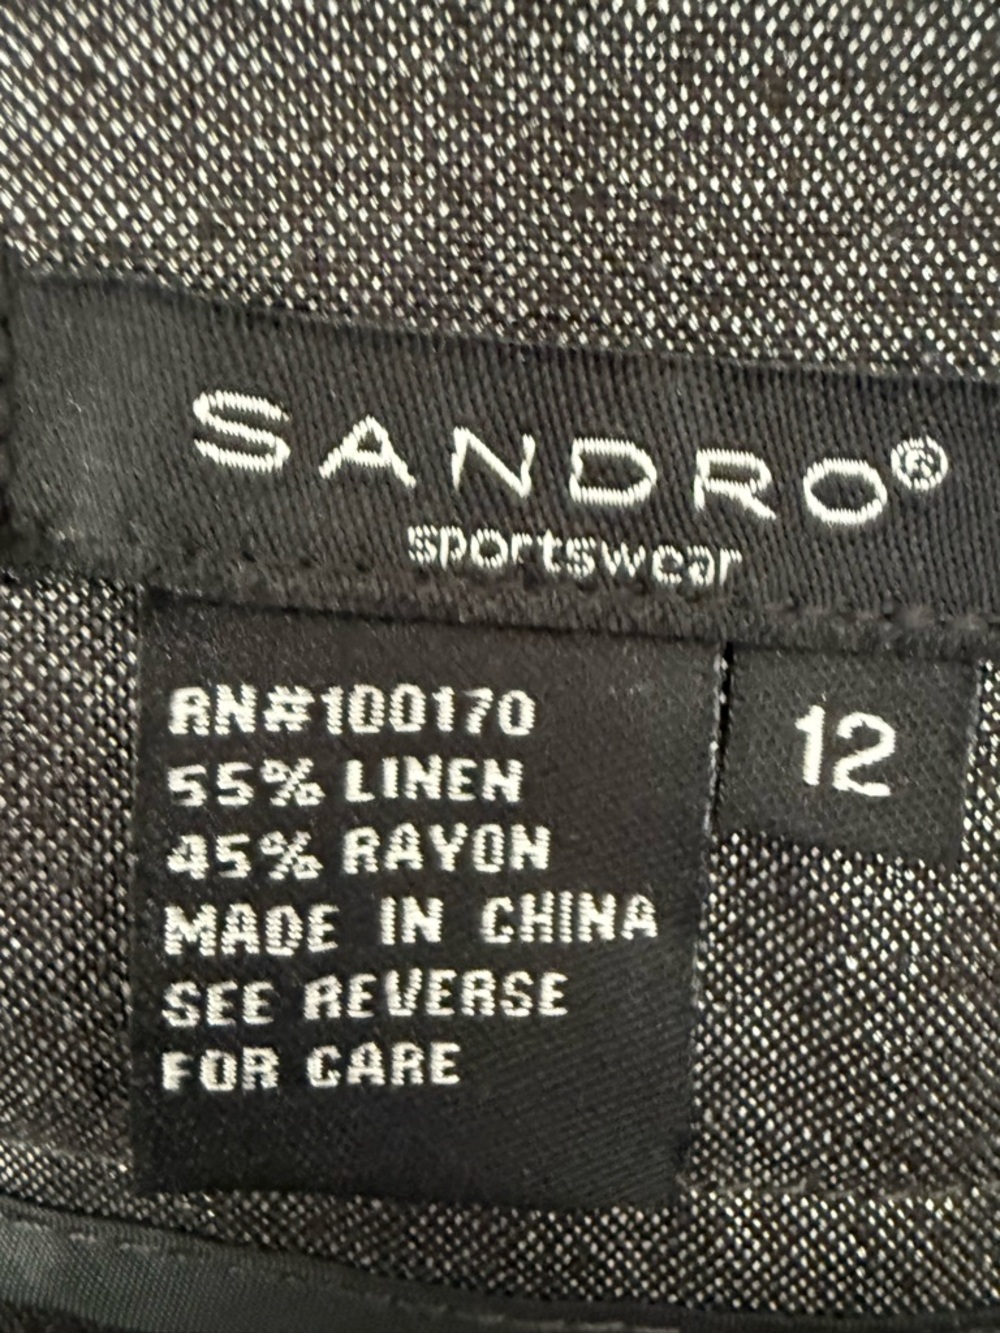 SANDRO®
sportswear
RN#100170
55% LINEN
45% RAYON
MADE IN CHINA
SEE REVERSE
FOR CARE
12